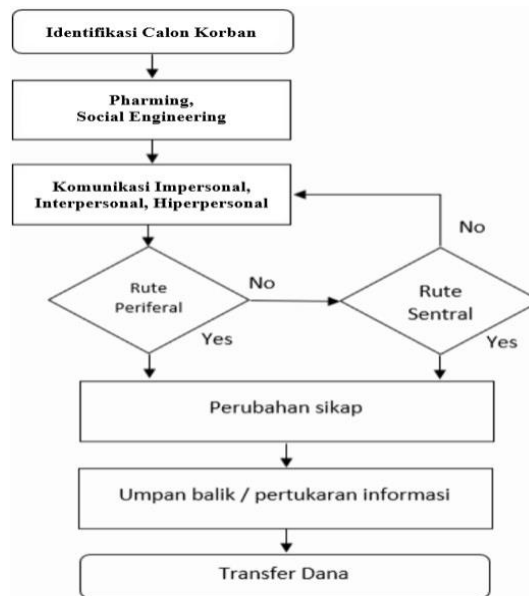 Identifikasi Calon Korban
Pharming,
Social Engineering
Komunikasi Impersonal,
Interpersonal, Hiperpersonal
No
Rute
Periferal
No
Rute
Sentral
Yes
Yes
Perubahan sikap
Umpan balik / pertukaran informasi
Transfer Dana